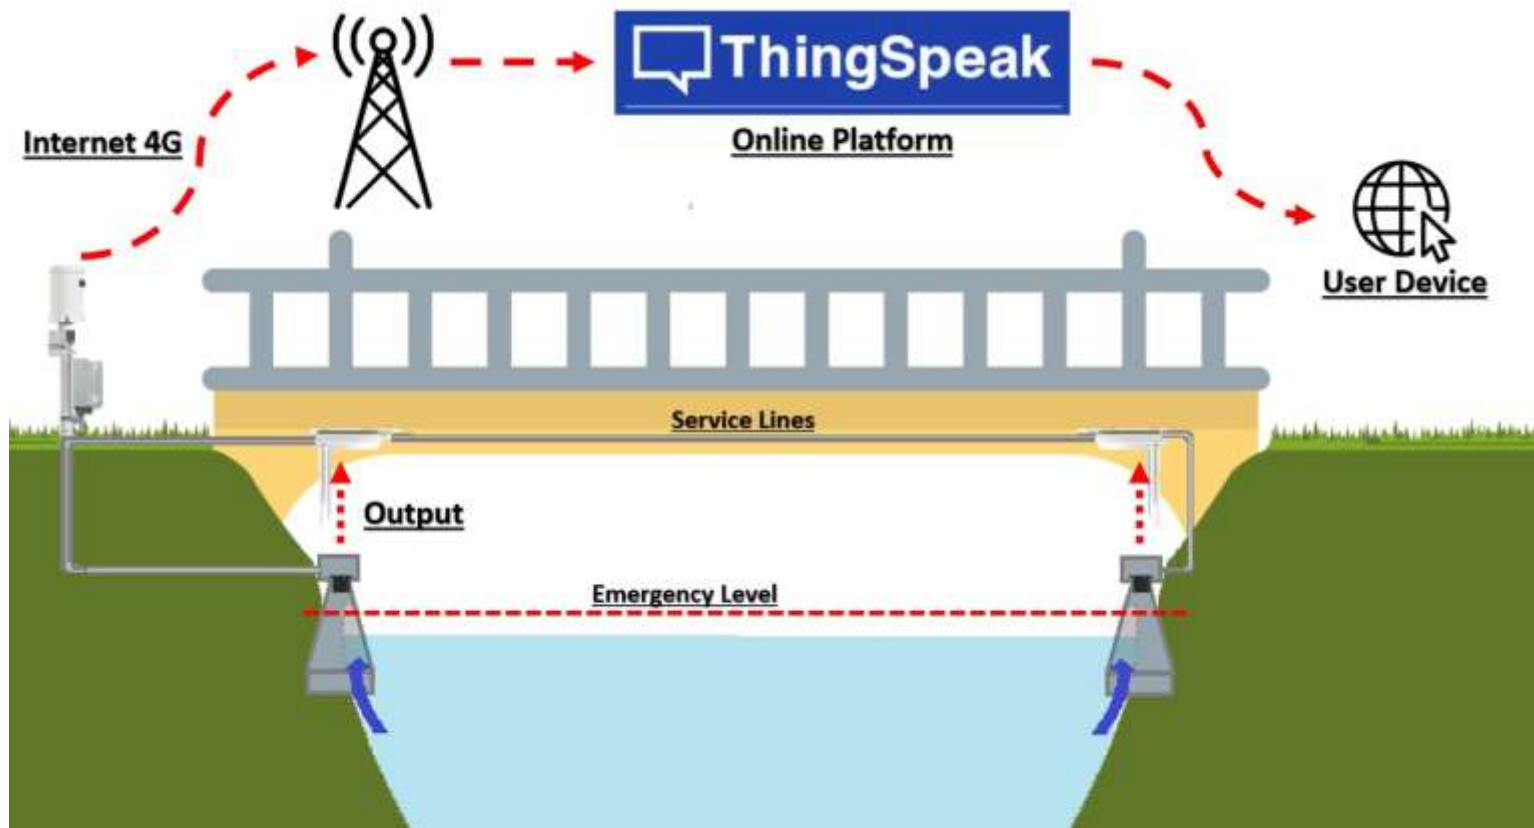 ThingSpeak
Internet 4G
Online Platform
User Device
Service Lines
Output
Emergency Level